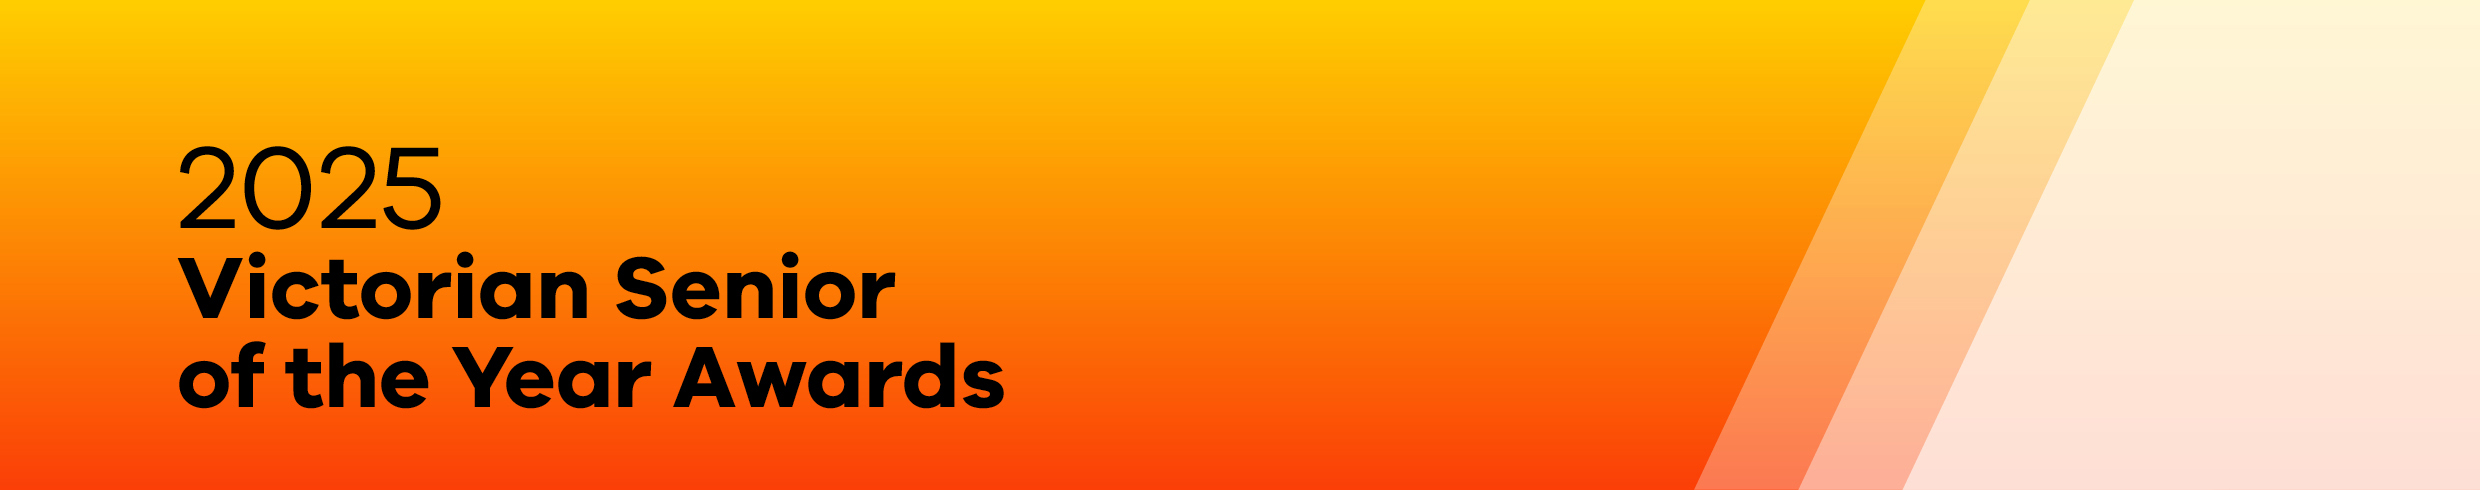 2025
Victorian Senior
of the Year Awards